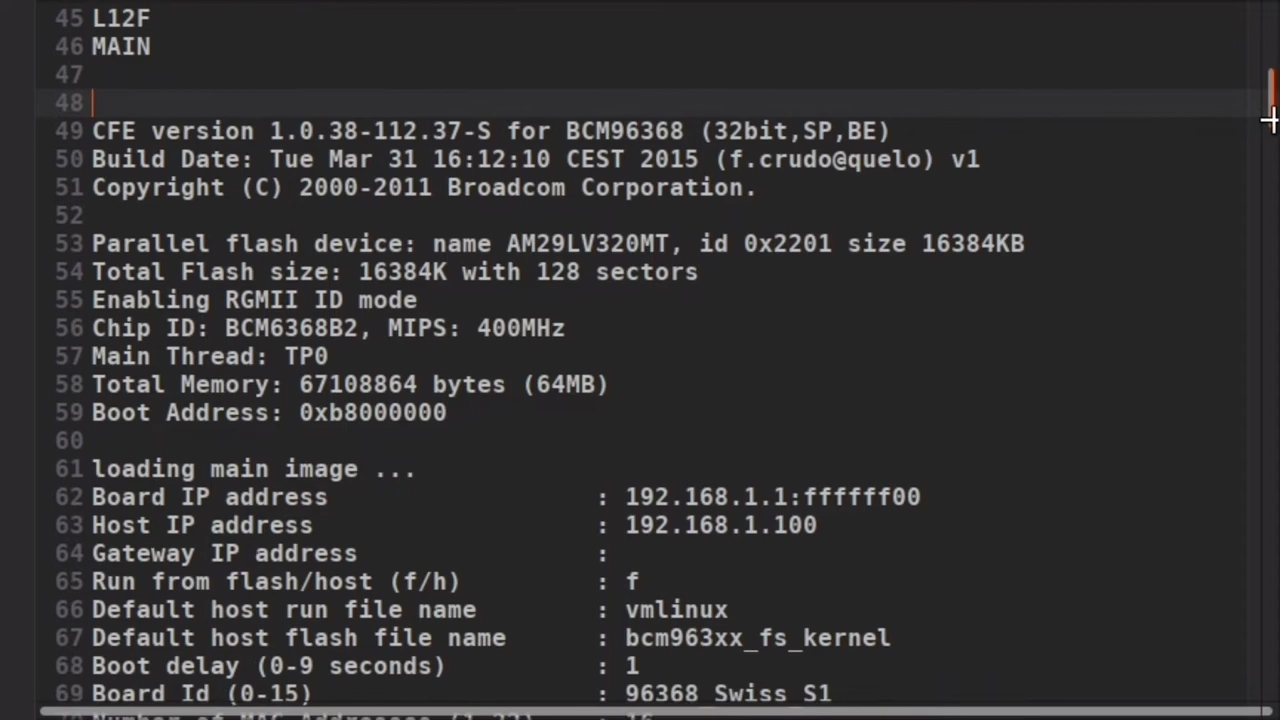 45 L12F
46 MAIN
47
48
49 CFE version 1.0.38-112.37-S for BCM96368 (32bit,SP,BE)
50 Build Date: Tue Mar 31 16:12:10 CEST 2015 (f.crudo@quelo) v1
51 Copyright (C) 2000-2011 Broadcom Corporation.
52
53 Parallel flash device: name AM29LV320MT, id 0x2201 size 16384KB
54 Total Flash size: 16384K with 128 sectors
55 Enabling RGMII ID mode
56 Chip ID: BCM6368B2, MIPS: 400MHz
57 Main Thread: TP0
58 Total Memory: 67108864 bytes (64MB)
59 Boot Address: 0xb8000000
60
61 loading main image ...
62 Board IP address : 192.168.1.1:ffffff00
63 Host IP address : 192.168.1.100
64 Gateway IP address :
65 Run from flash/host (f/h) : f
66 Default host run file name : vmlinux
67 Default host flash file name : bcm963xx_fs_kernel
68 Boot delay (0-9 seconds) : 1
69 Board Id (0-15) : 96368_Swiss_S1